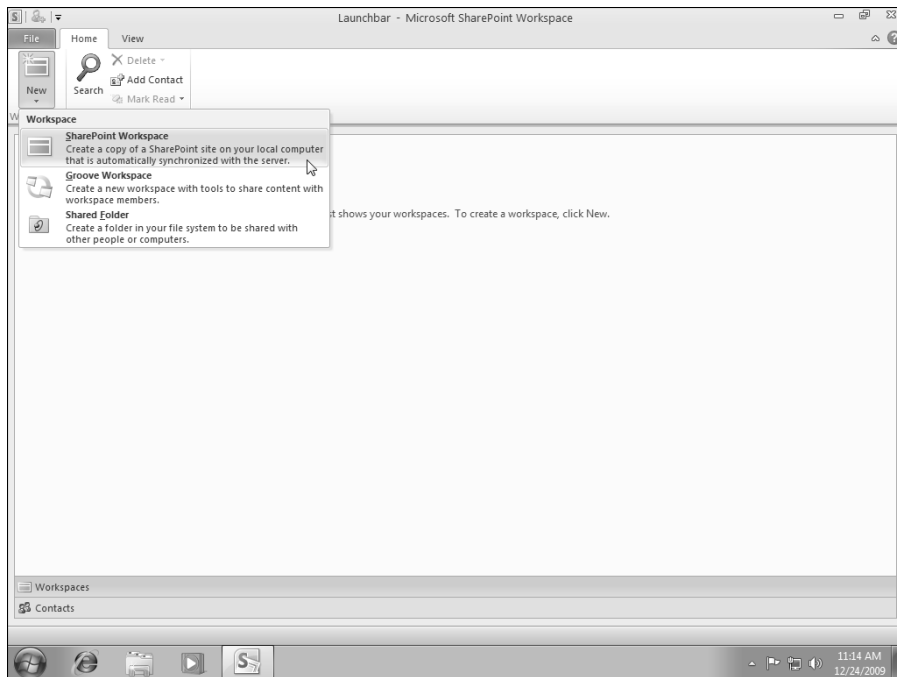 Launchbar - Microsoft SharePoint Workspace
File Home View
Delete
Add Contact
Mark Read
New
Search
W
Workspace
SharePoint Workspace
Create a copy of a SharePoint site on your local computer
that is automatically synchronized with the server.
Groove Workspace
Create a new workspace with tools to share content with
workspace members.
Shared Folder
Create a folder in your file system to be shared with
other people or computers.
st shows your workspaces. To create a workspace, click New.
Workspaces
Contacts
11:14 AM
12/24/2009